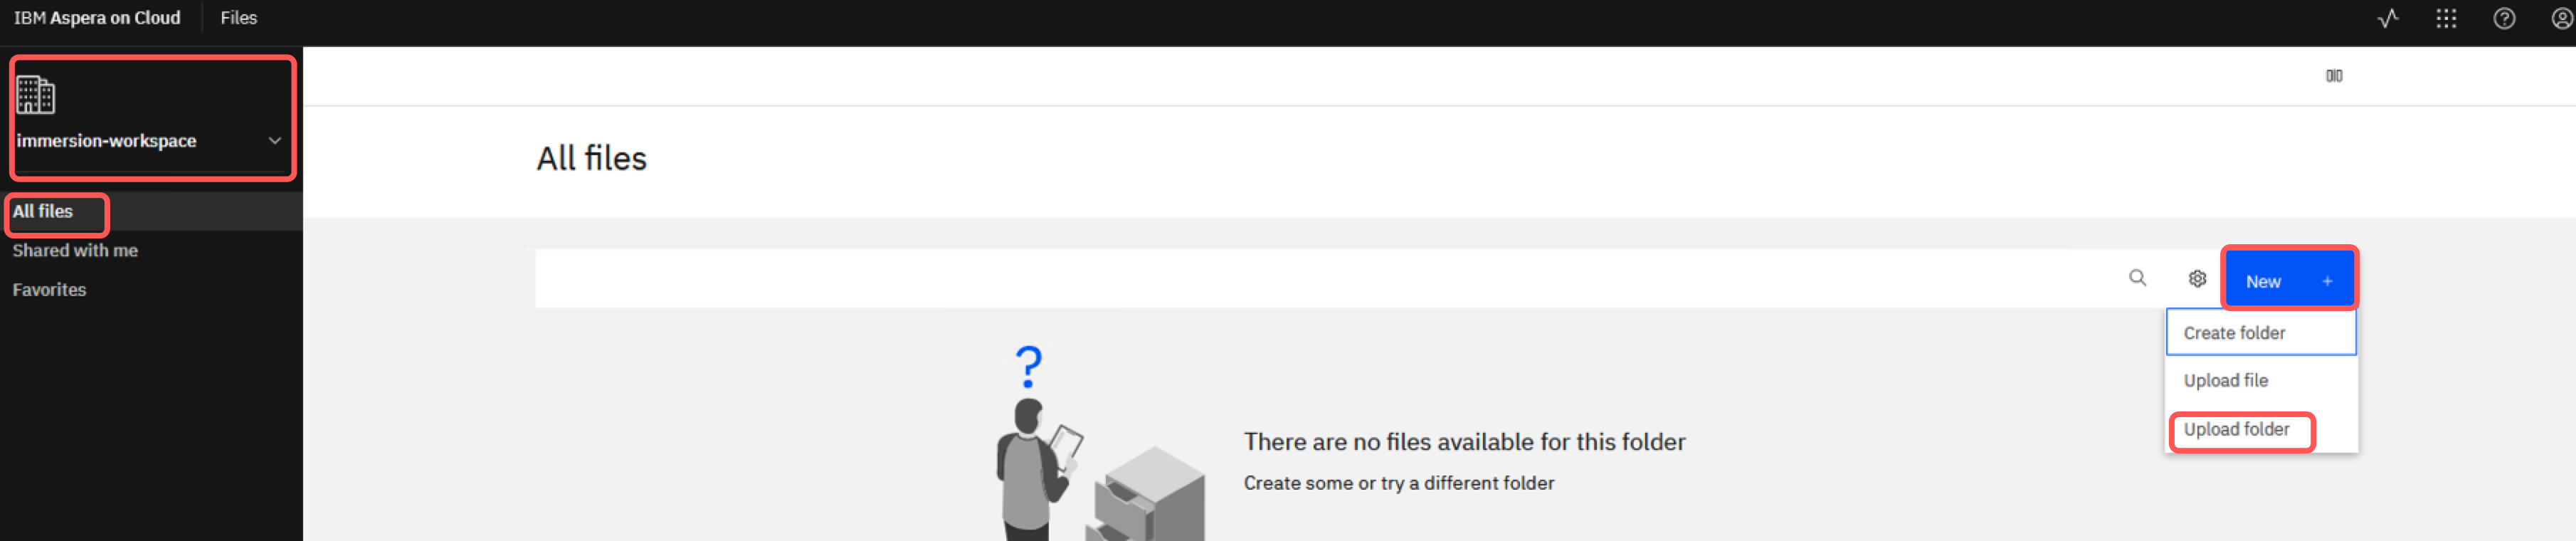 IBM Aspera on Cloud
Files
immersion-workspace
All files
Shared with me
Favorites
All files
New +
Create folder
Upload file
Upload folder
?
There are no files available for this folder
Create some or try a different folder